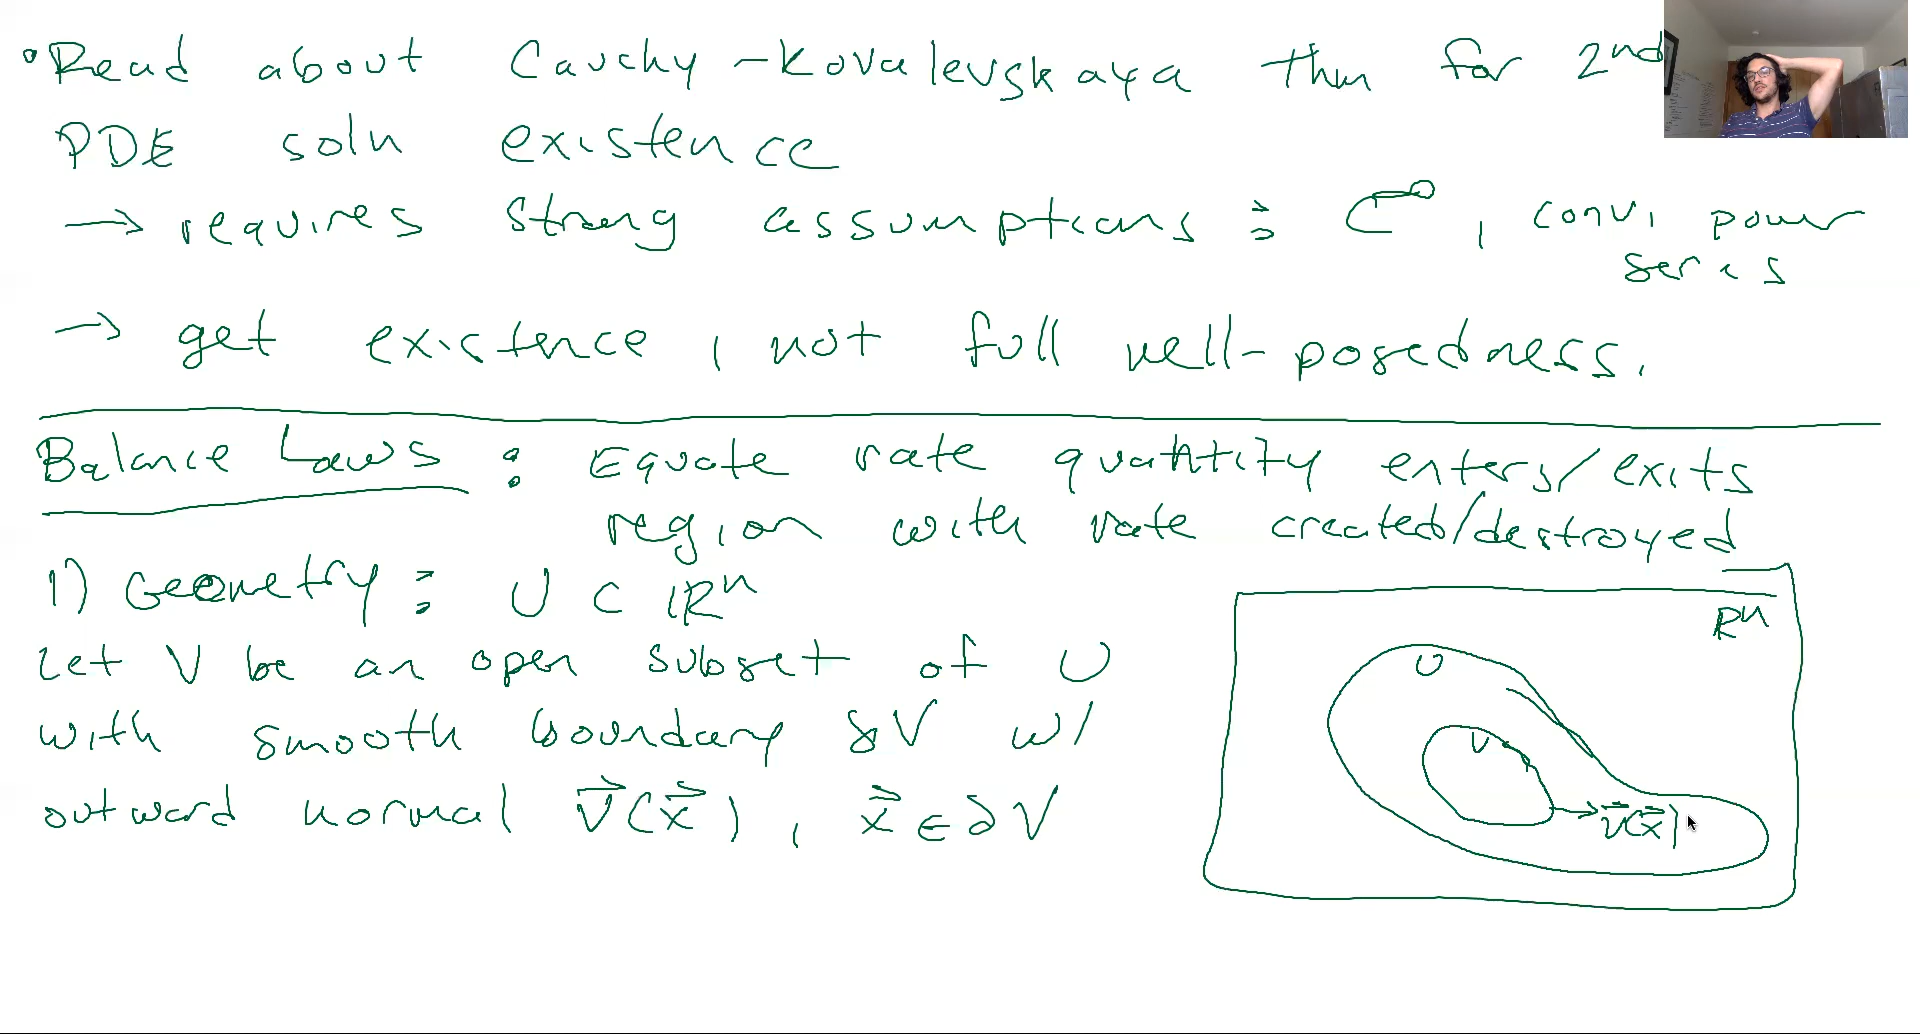 • Read about Cauchy-Kovalevskaya thm for 2nd
PDE soln existence
→ requires strong assumptions : C^∞, conv. power
series
→ get existence, not full well-posedness.
Balance Laws : Equate rate quantity enters/exits
region with rate created/destroyed
1) Geometry : U ⊂ ℝⁿ
Let V be an open subset of U
with smooth boundary ∂V w/
outward normal ν⃗(x⃗), x⃗ ∈ ∂V
ℝⁿ
U
V
ν⃗(x⃗)